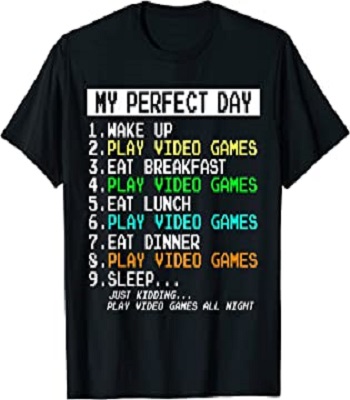 MY PERFECT DAY
1.WAKE UP
2.PLAY VIDEO GAMES
3.EAT BREAKFAST
4.PLAY VIDEO GAMES
5.EAT LUNCH
6.PLAY VIDEO GAMES
7.EAT DINNER
8.PLAY VIDEO GAMES
9.SLEEP...
JUST KIDDING...
PLAY VIDEO GAMES ALL NIGHT